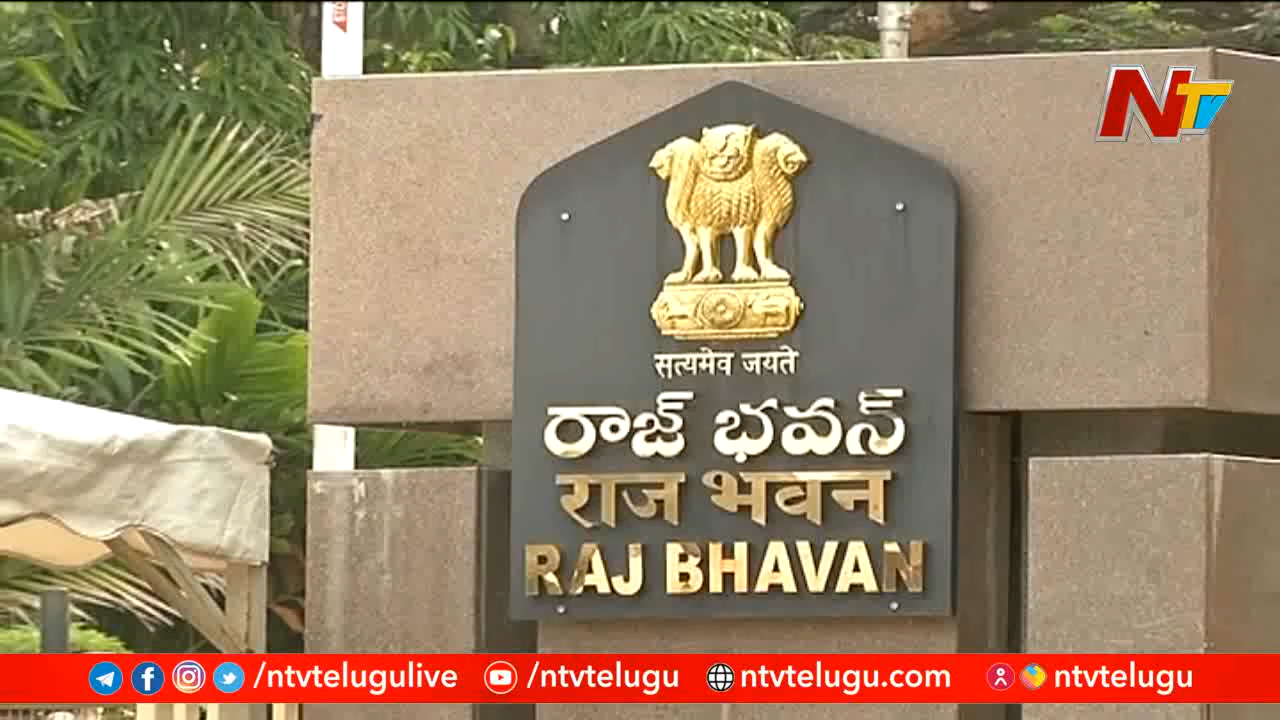 NTV
सत्यमेव जयते
రాజ్ భవన్
राज भवन
RAJ BHAVAN
/ntvtelugulive
/ntvtelugu
ntvtelugu.com
ntvtelugu